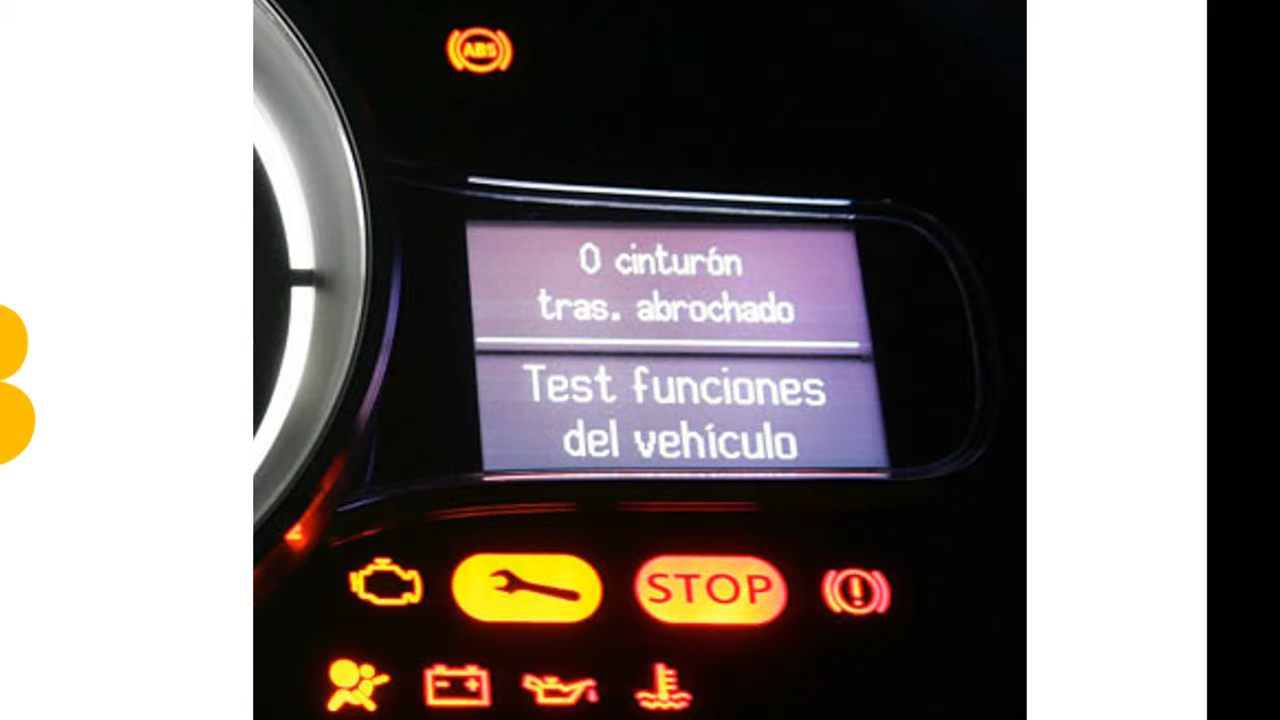 ABS
0 cinturón
tras. abrochado
Test funciones
del vehículo
STOP